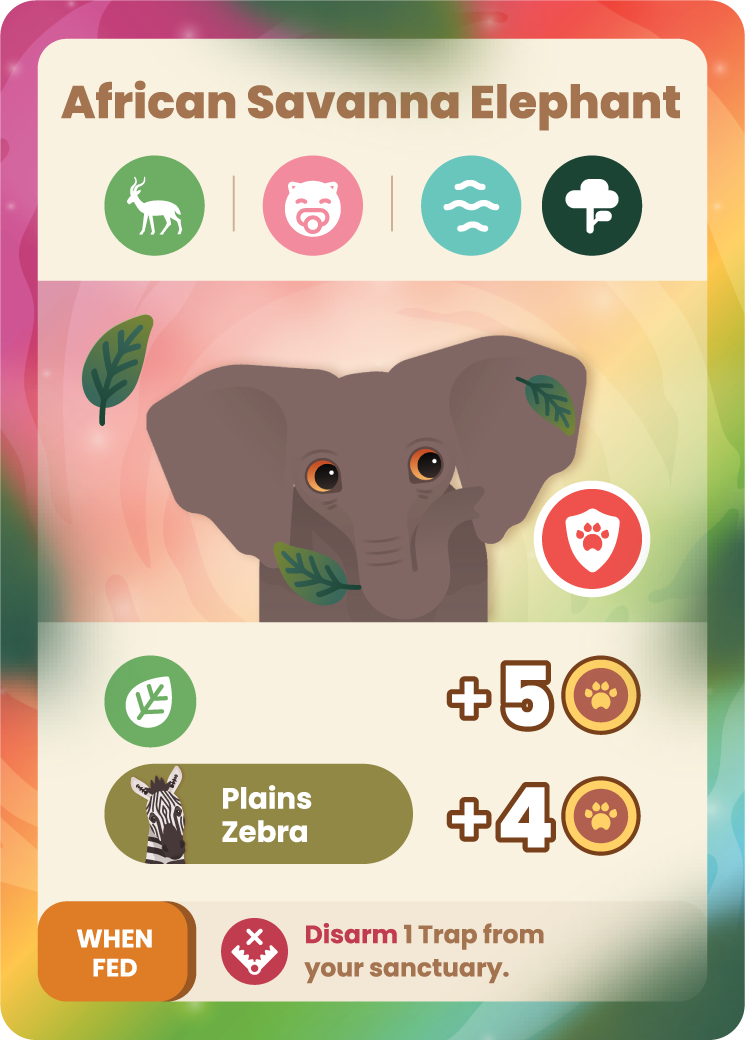 African Savanna Elephant
+5
Plains
Zebra
+4
WHEN
FED
Disarm 1 Trap from
your sanctuary.